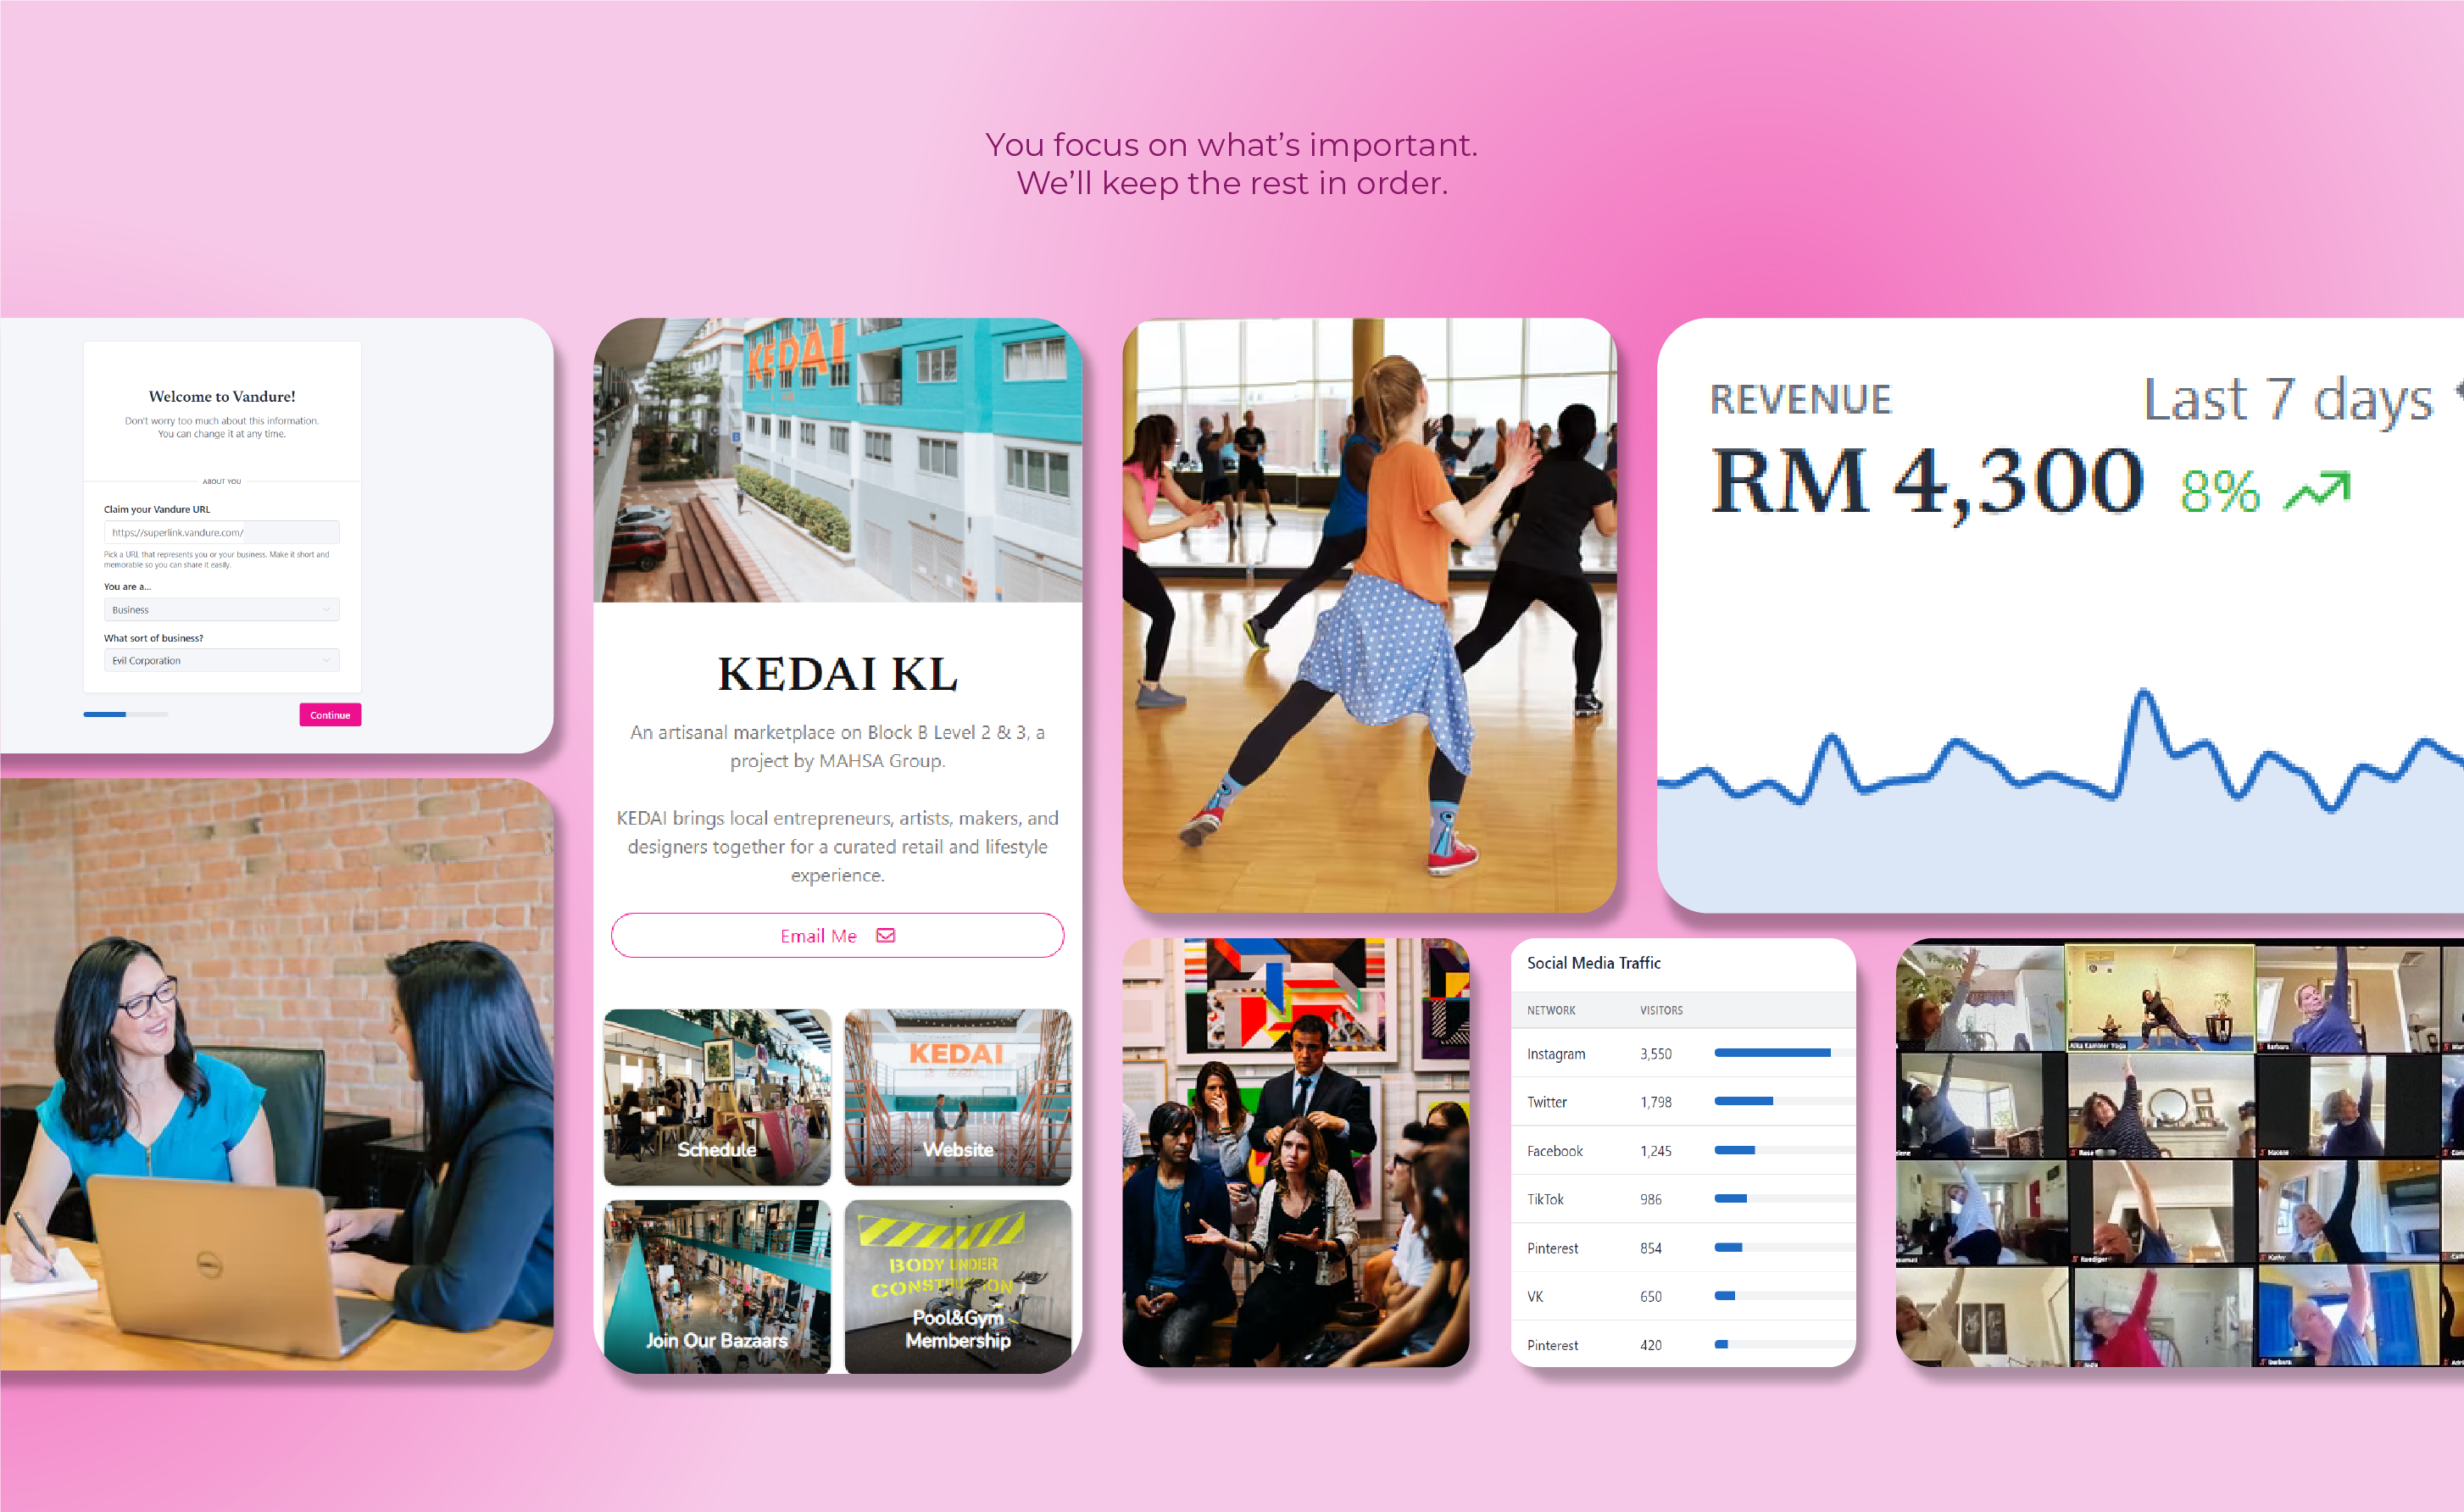 You focus on what's important.
We'll keep the rest in order.
Welcome to Vandure!
Don't worry too much about this information.
You can change it at any time.
ABOUT YOU
Claim your Vandure URL
https://superlink.vandure.com/
Pick a URL that represents you or your business. Make it short and
memorable so you can share it easily.
You are a...
Business
What sort of business?
Evil Corporation
Continue
KEDAI
KEDAI KL
An artisanal marketplace on Block B Level 2 & 3, a
project by MAHSA Group.
KEDAI brings local entrepreneurs, artists, makers, and
designers together for a curated retail and lifestyle
experience.
Email Me
Schedule
KEDAI
Website
Join Our Bazaars
BODY UNDER
CONSTRUCTION
Pool&Gym
Membership
REVENUE
Last 7 days
RM 4,300 8%
Social Media Traffic
NETWORK VISITORS
Instagram 3,550
Twitter 1,798
Facebook 1,245
TikTok 986
Pinterest 854
VK 650
Pinterest 420
Barbara
Kathy